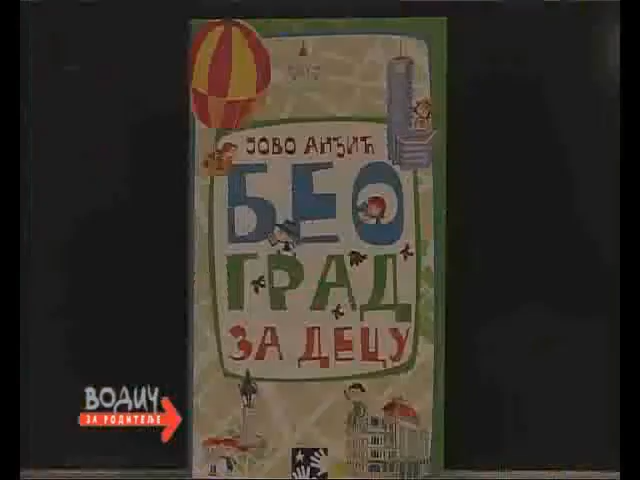 ЈОВО АНЂИЋ
БЕО
ГРАД
ЗА ДЕЦУ
ВОДИЧ
ЗА РОДИТЕЉЕ